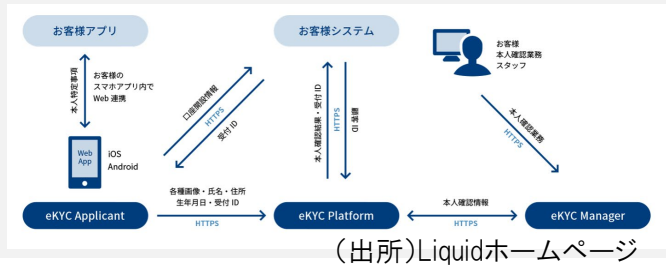 お客様アプリ
お客様システム
お客様
本人確認業務
スタッフ
本人特定事項
お客様の
スマホアプリ内で
Web 連携
口座開設情報
HTTPS
受付 ID
本人確認結果・受付 ID
HTTPS
事業者 ID
本人確認業務
HTTPS
Web
App
iOS
Android
各種画像・氏名・住所
生年月日・受付 ID
HTTPS
本人確認情報
HTTPS
eKYC Applicant
eKYC Platform
eKYC Manager
（出所）Liquidホームページ